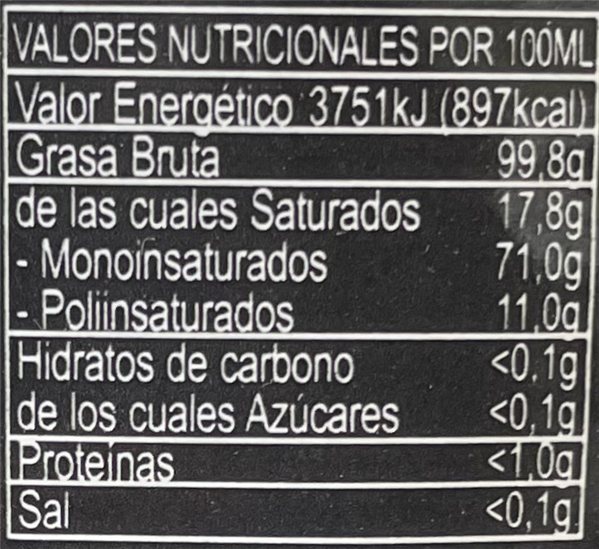 VALORES NUTRICIONALES POR 100ML
Valor Energético 3751kJ (897kcal)
Grasa Bruta 99,8g
de las cuales Saturados 17,8g
- Monoinsaturados 71,0g
- Poliinsaturados 11,0g
Hidratos de carbono <0,1g
de los cuales Azúcares <0,1g
Proteínas <1,0g
Sal <0,1g